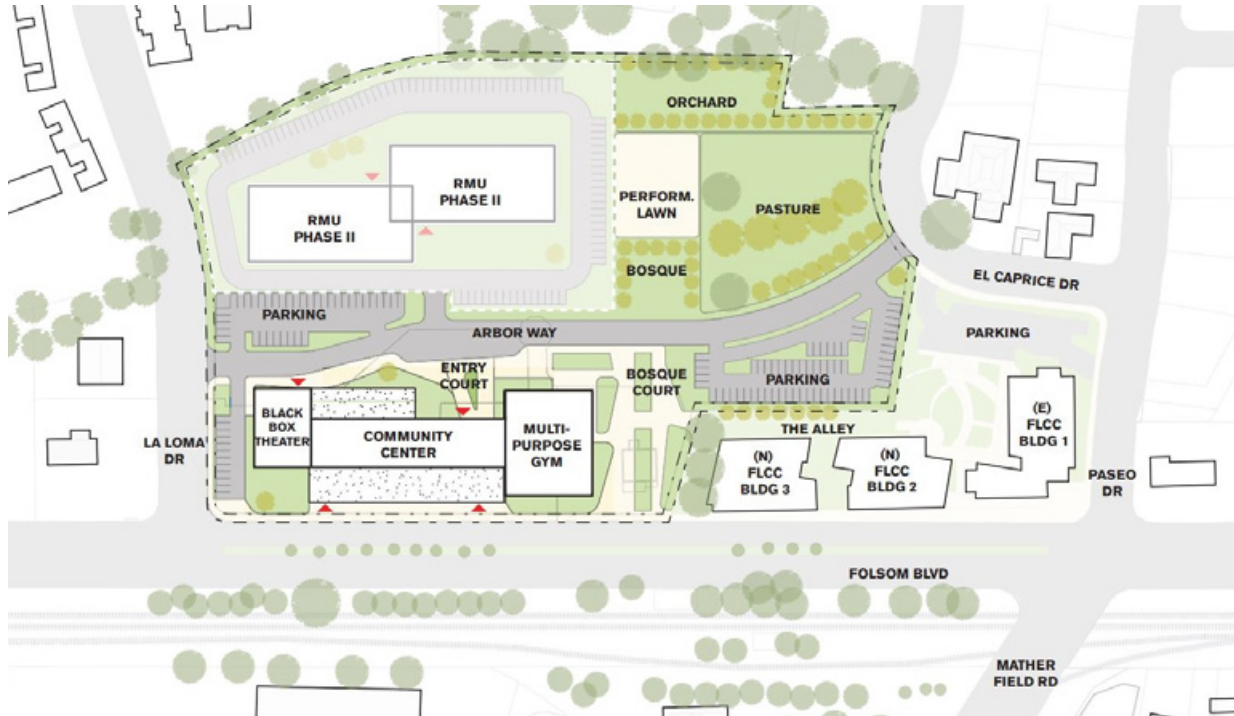 ORCHARD
RMU
PHASE II
RMU
PHASE II
PERFORM.
LAWN
PASTURE
BOSQUE
EL CAPRICE DR
PARKING
ARBOR WAY
PARKING
ENTRY
COURT
BOSQUE
COURT
PARKING
BLACK
BOX
THEATER
COMMUNITY
CENTER
MULTI-
PURPOSE
GYM
THE ALLEY
(E)
FLCC
BLDG 1
LA LOMA
DR
(N)
FLCC
BLDG 3
(N)
FLCC
BLDG 2
PASEO
DR
FOLSOM BLVD
MATHER
FIELD RD